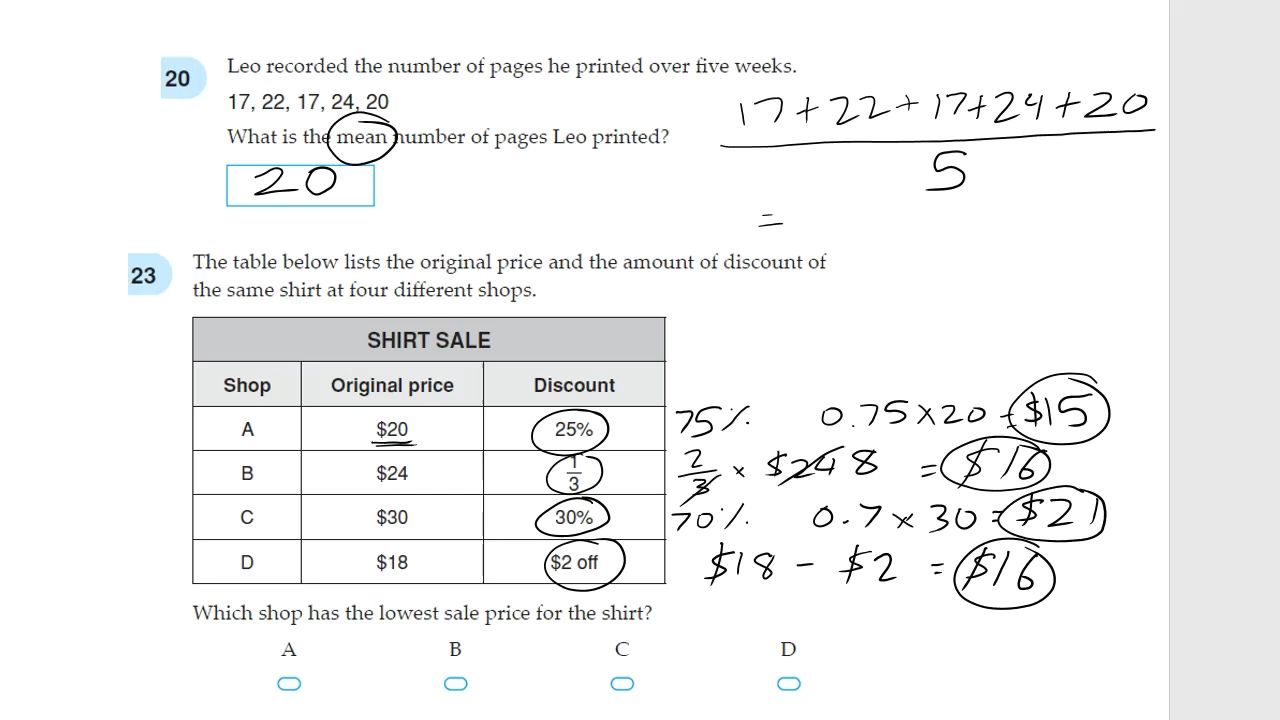 20
Leo recorded the number of pages he printed over five weeks.
17, 22, 17, 24, 20
What is the mean number of pages Leo printed?
20
17+22+17+24+20
5
=
23
The table below lists the original price and the amount of discount of
the same shirt at four different shops.
SHIRT SALE
Shop Original price Discount
A $20 25% 75% 0.75×20 = $15
B $24 1/3 2/3 × $24 8 = $16
C $30 30% 70% 0.7×30 = $21
D $18 $2 off $18 - $2 = $16
Which shop has the lowest sale price for the shirt?
A B C D